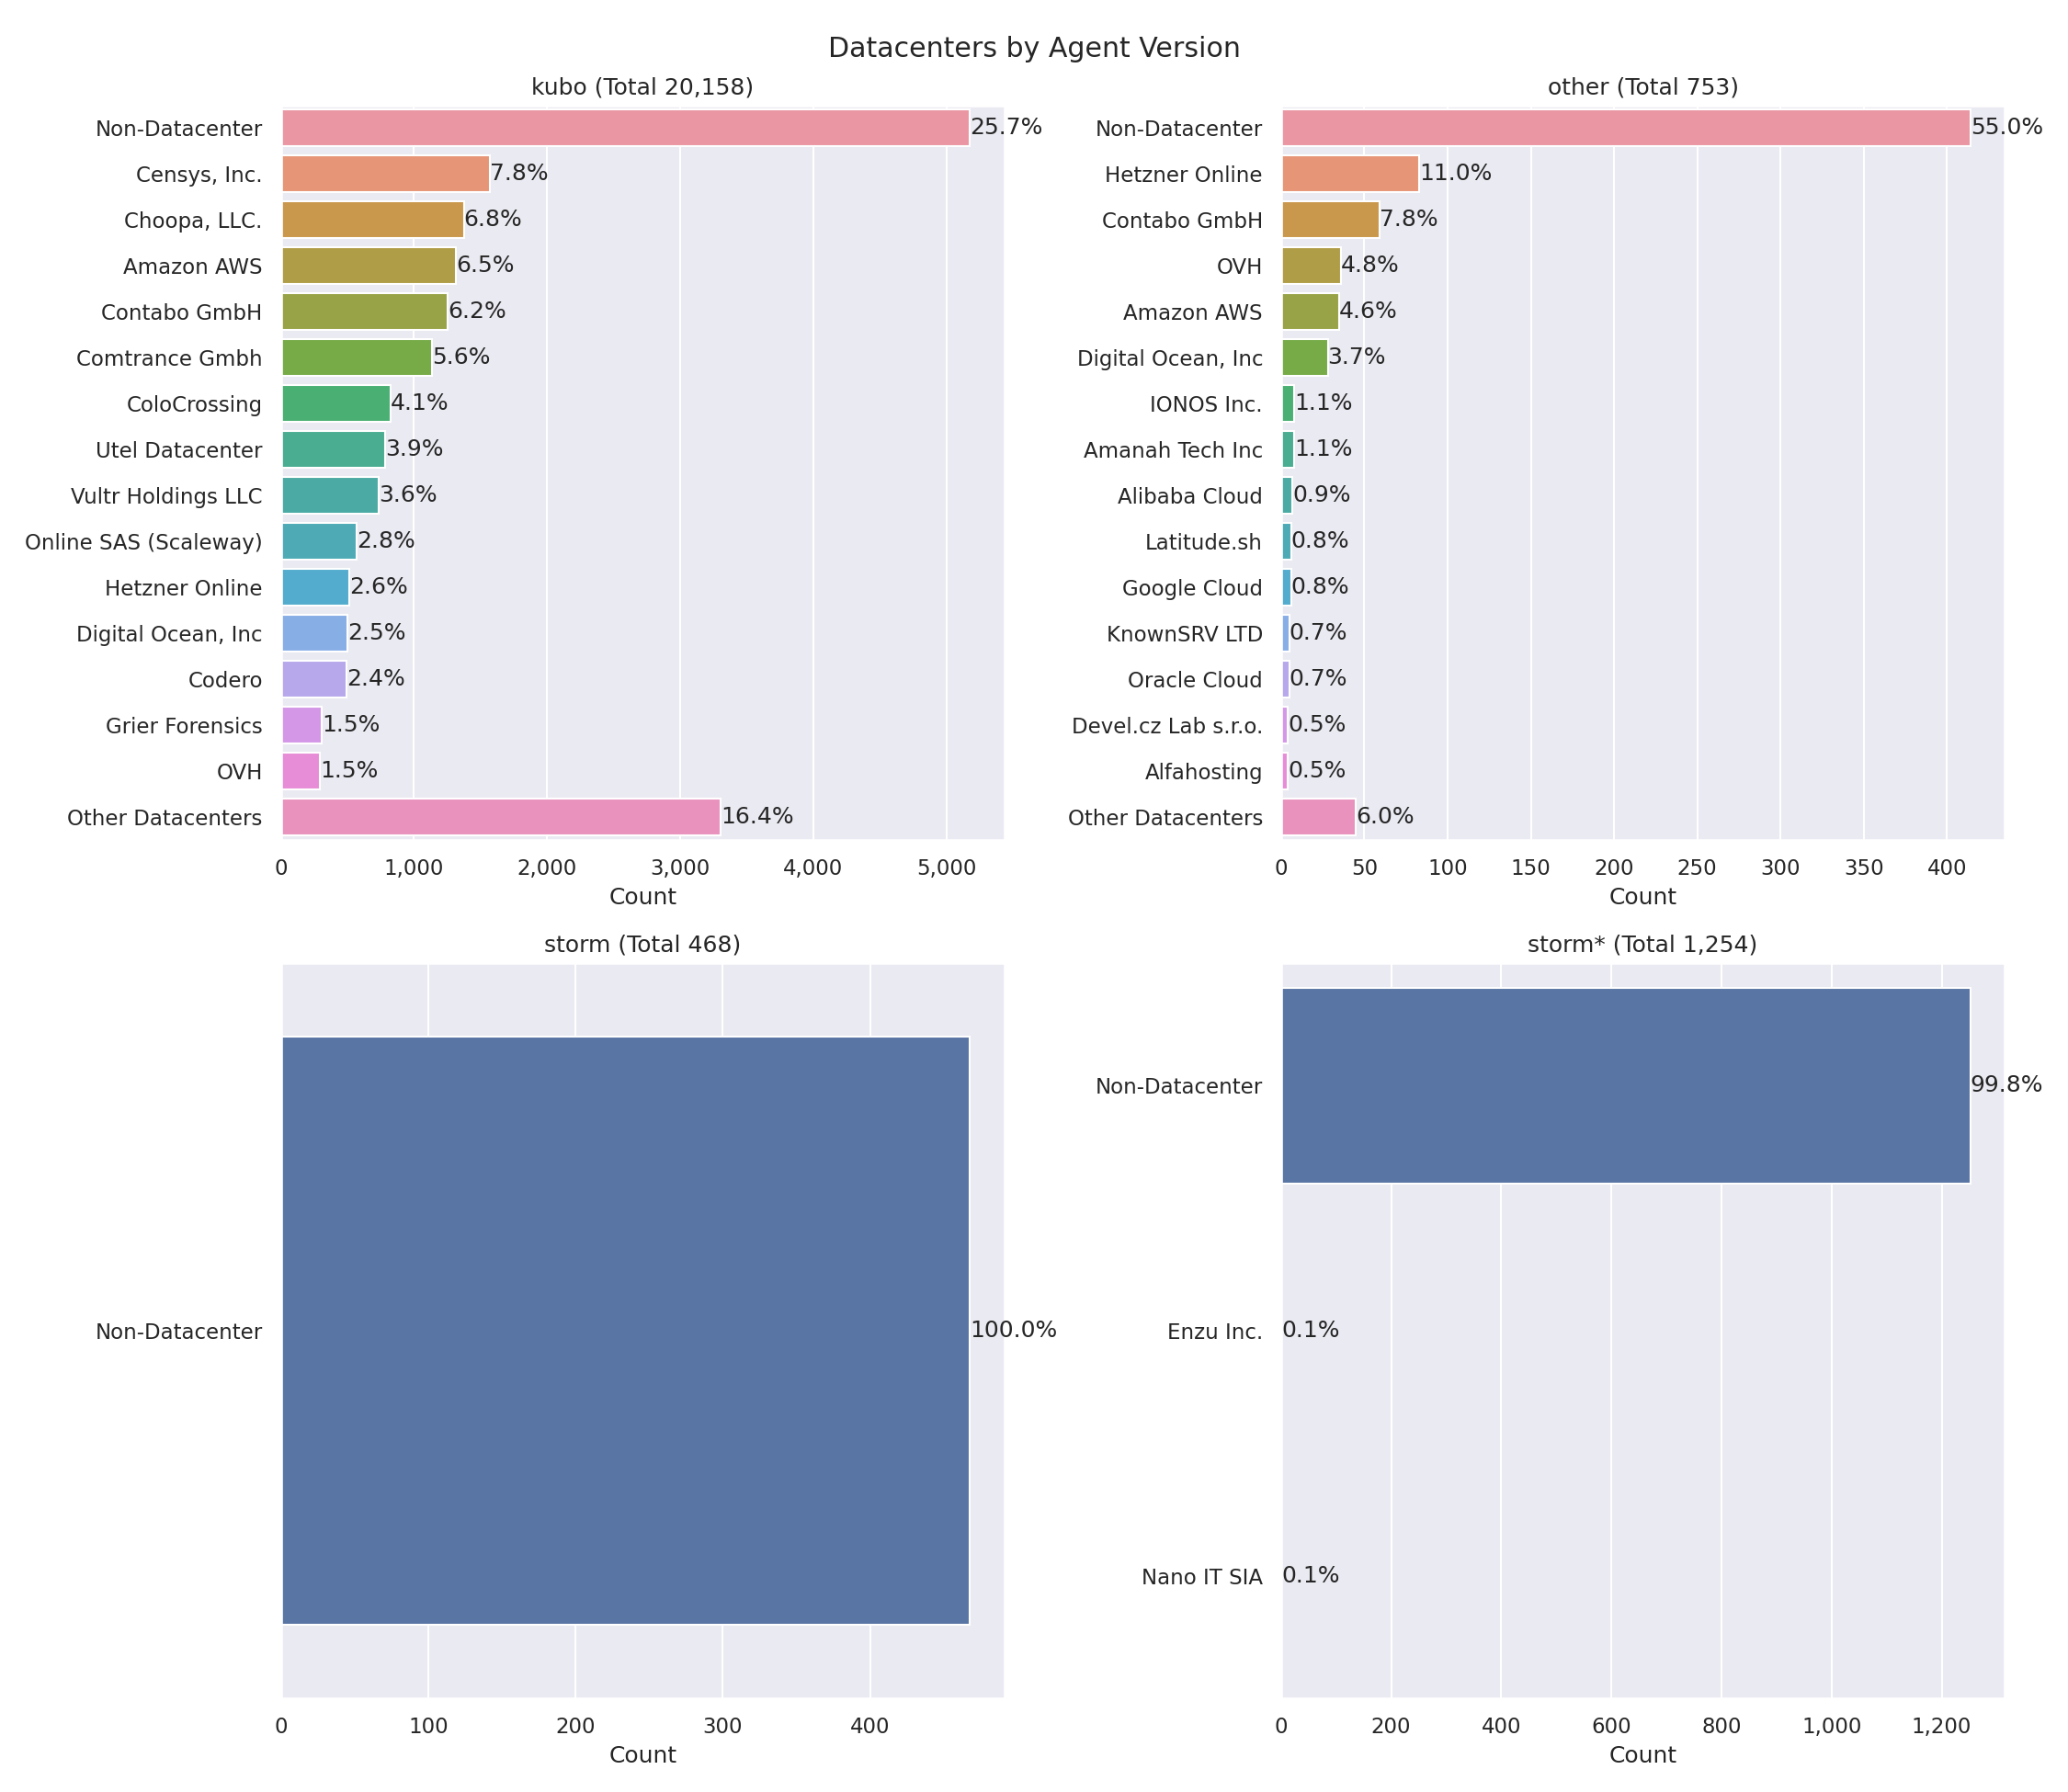 Datacenters by Agent Version
kubo (Total 20,158)
Non-Datacenter 25.7%
Censys, Inc. 7.8%
Choopa, LLC. 6.8%
Amazon AWS 6.5%
Contabo GmbH 6.2%
Comtrance Gmbh 5.6%
ColoCrossing 4.1%
Utel Datacenter 3.9%
Vultr Holdings LLC 3.6%
Online SAS (Scaleway) 2.8%
Hetzner Online 2.6%
Digital Ocean, Inc 2.5%
Codero 2.4%
Grier Forensics 1.5%
OVH 1.5%
Other Datacenters 16.4%
0 1,000 2,000 3,000 4,000 5,000
Count
other (Total 753)
Non-Datacenter 55.0%
Hetzner Online 11.0%
Contabo GmbH 7.8%
OVH 4.8%
Amazon AWS 4.6%
Digital Ocean, Inc 3.7%
IONOS Inc. 1.1%
Amanah Tech Inc 1.1%
Alibaba Cloud 0.9%
Latitude.sh 0.8%
Google Cloud 0.8%
KnownSRV LTD 0.7%
Oracle Cloud 0.7%
Devel.cz Lab s.r.o. 0.5%
Alfahosting 0.5%
Other Datacenters 6.0%
0 50 100 150 200 250 300 350 400
Count
storm (Total 468)
Non-Datacenter 100.0%
0 100 200 300 400
Count
storm* (Total 1,254)
Non-Datacenter 99.8%
Enzu Inc. 0.1%
Nano IT SIA 0.1%
0 200 400 600 800 1,000 1,200
Count